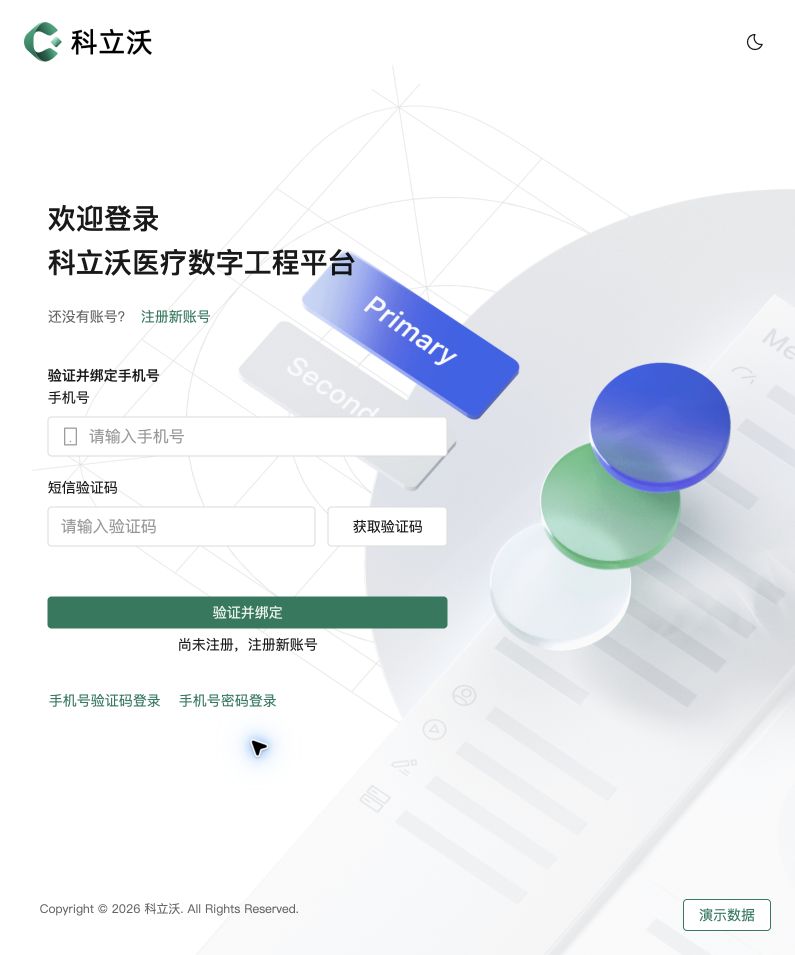 科立沃
欢迎登录
科立沃医疗数字工程平台
还没有账号? 注册新账号
Primary
Second
Me
验证并绑定手机号
手机号
请输入手机号
短信验证码
请输入验证码 获取验证码
验证并绑定
尚未注册，注册新账号
手机号验证码登录 手机号密码登录
Copyright © 2026 科立沃. All Rights Reserved.
演示数据